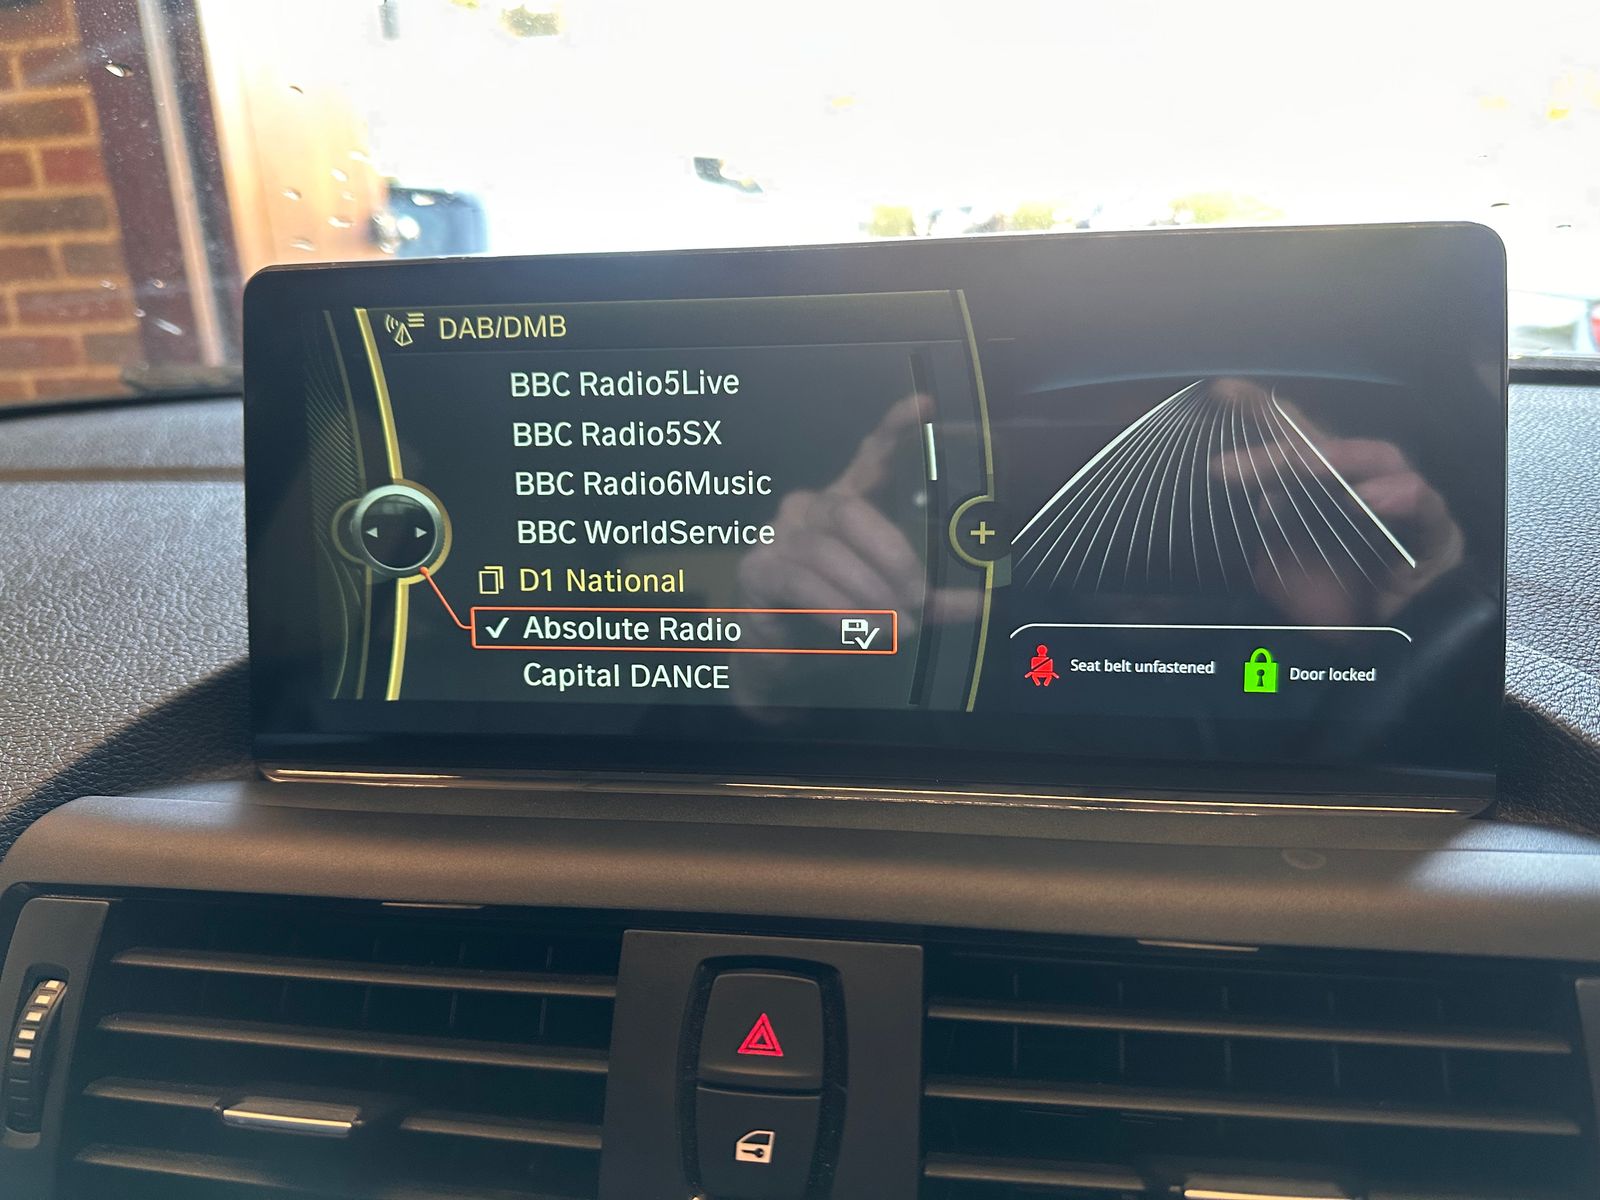 DAB/DMB
BBC Radio5Live
BBC Radio5SX
BBC Radio6Music
BBC WorldService
D1 National
Absolute Radio
Capital DANCE
Seat belt unfastened
Door locked